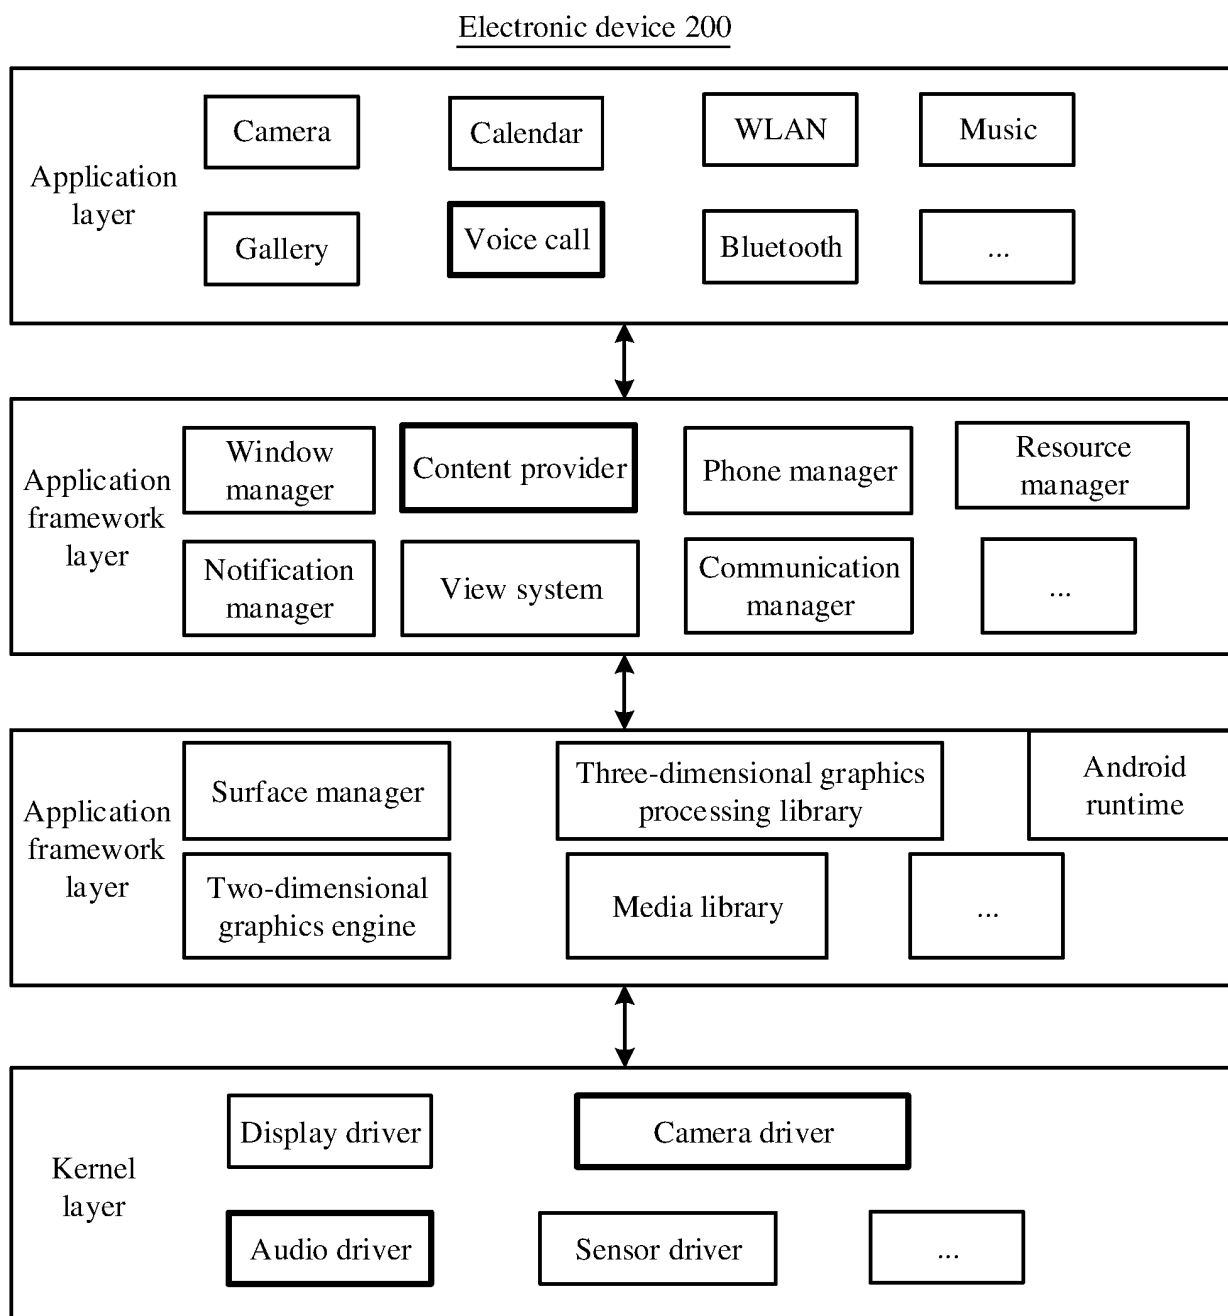 Electronic device 200
Application
layer
Camera
Calendar
WLAN
Music
Gallery
Voice call
Bluetooth
...
Application
framework
layer
Window
manager
Content provider
Phone manager
Resource
manager
Notification
manager
View system
Communication
manager
...
Application
framework
layer
Surface manager
Three-dimensional graphics
processing library
Android
runtime
Two-dimensional
graphics engine
Media library
...
Kernel
layer
Display driver
Camera driver
Audio driver
Sensor driver
...